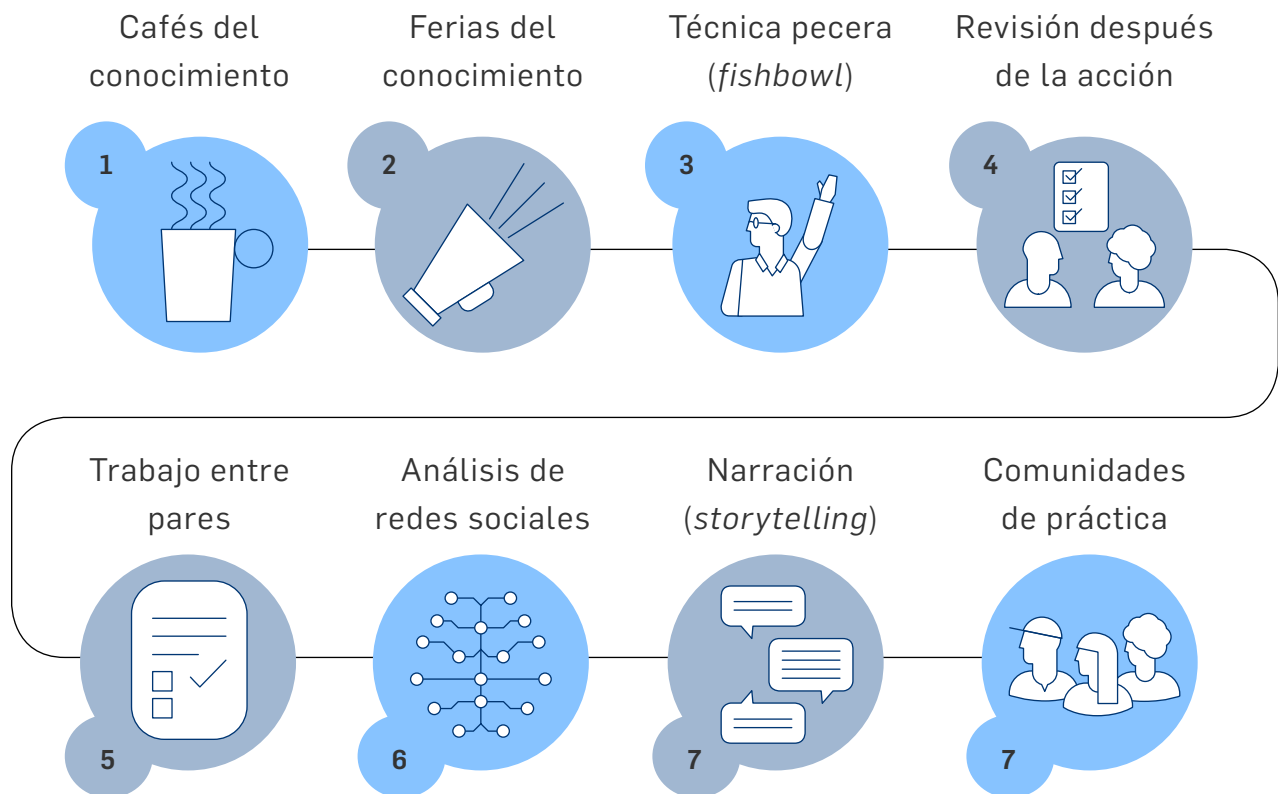 Cafés del
conocimiento
1
Ferias del
conocimiento
2
Técnica pecera
(fishbowl)
3
Revisión después
de la acción
4
Trabajo entre
pares
5
Análisis de
redes sociales
6
Narración
(storytelling)
7
Comunidades
de práctica
7